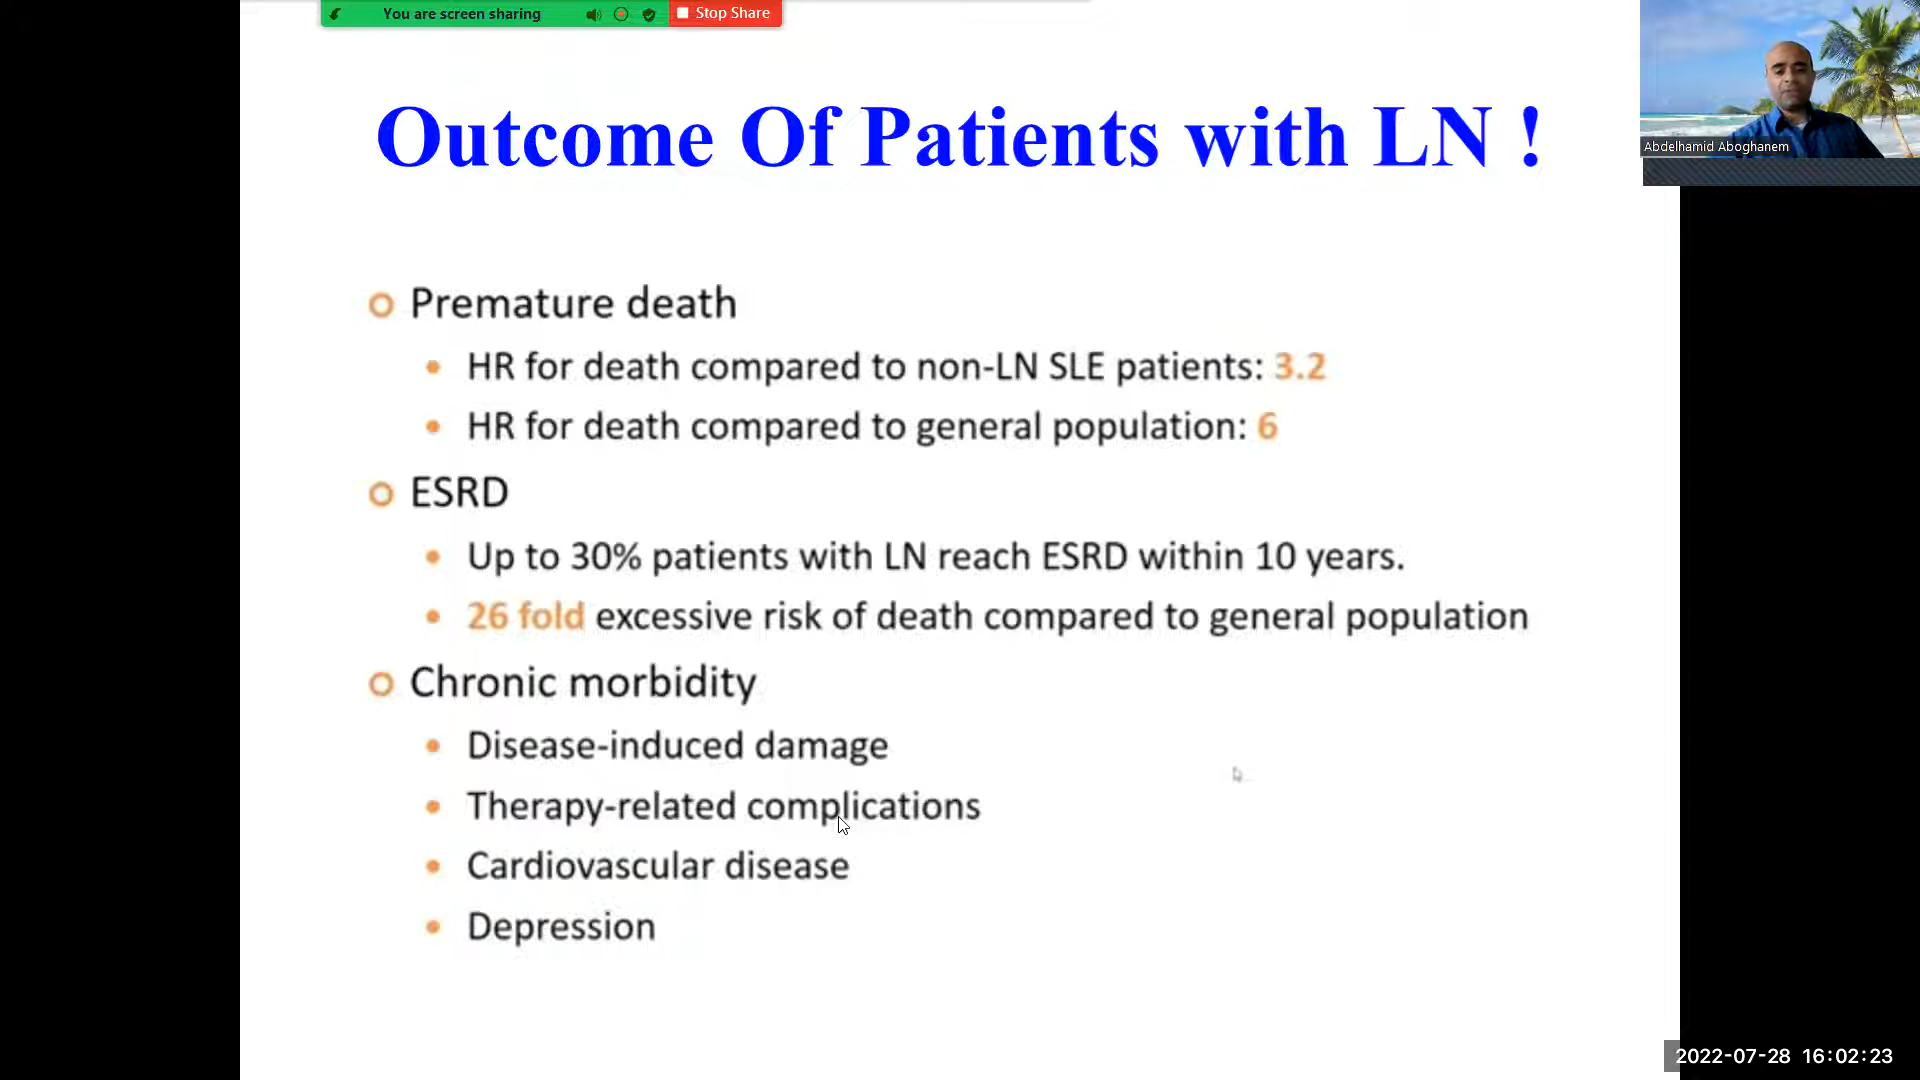 You are screen sharing
Stop Share
Outcome Of Patients with LN !
Abdelhamid Aboghanem
Premature death
HR for death compared to non-LN SLE patients: 3.2
HR for death compared to general population: 6
ESRD
Up to 30% patients with LN reach ESRD within 10 years.
26 fold excessive risk of death compared to general population
Chronic morbidity
Disease-induced damage
Therapy-related complications
Cardiovascular disease
Depression
2022-07-28 16:02:23